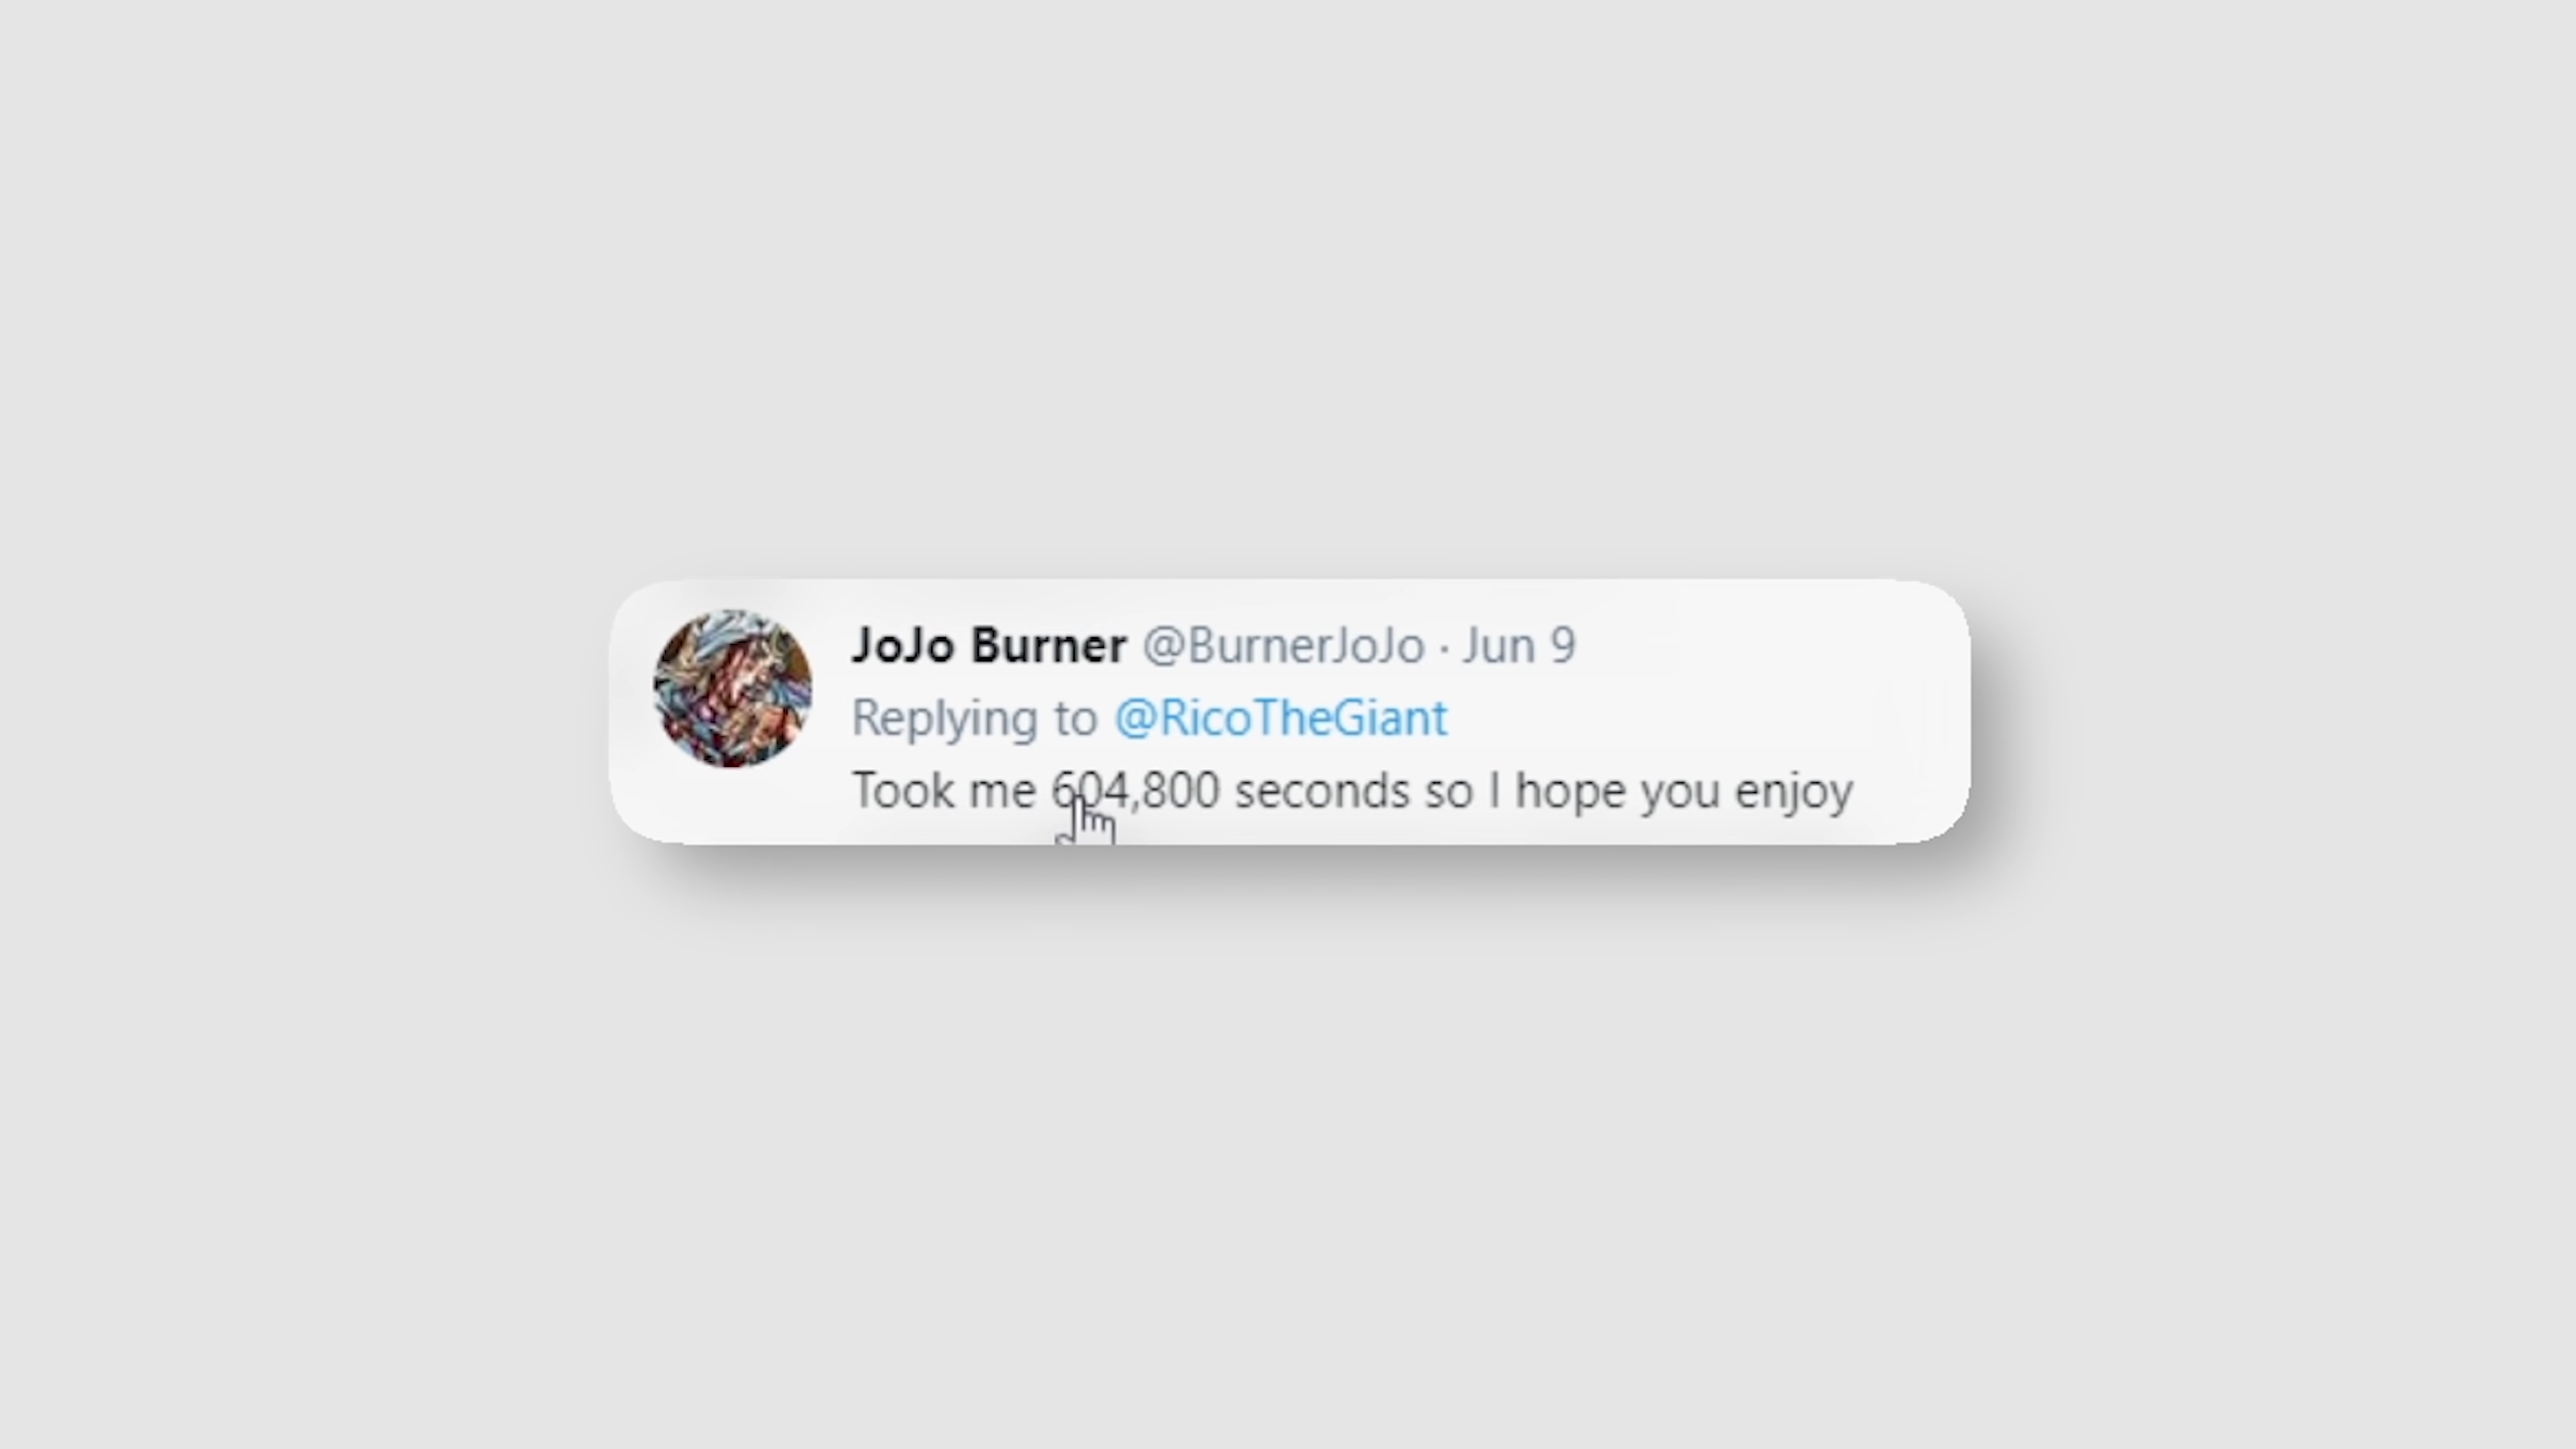 JoJo Burner @BurnerJoJo · Jun 9
Replying to @RicoTheGiant
Took me 604,800 seconds so I hope you enjoy